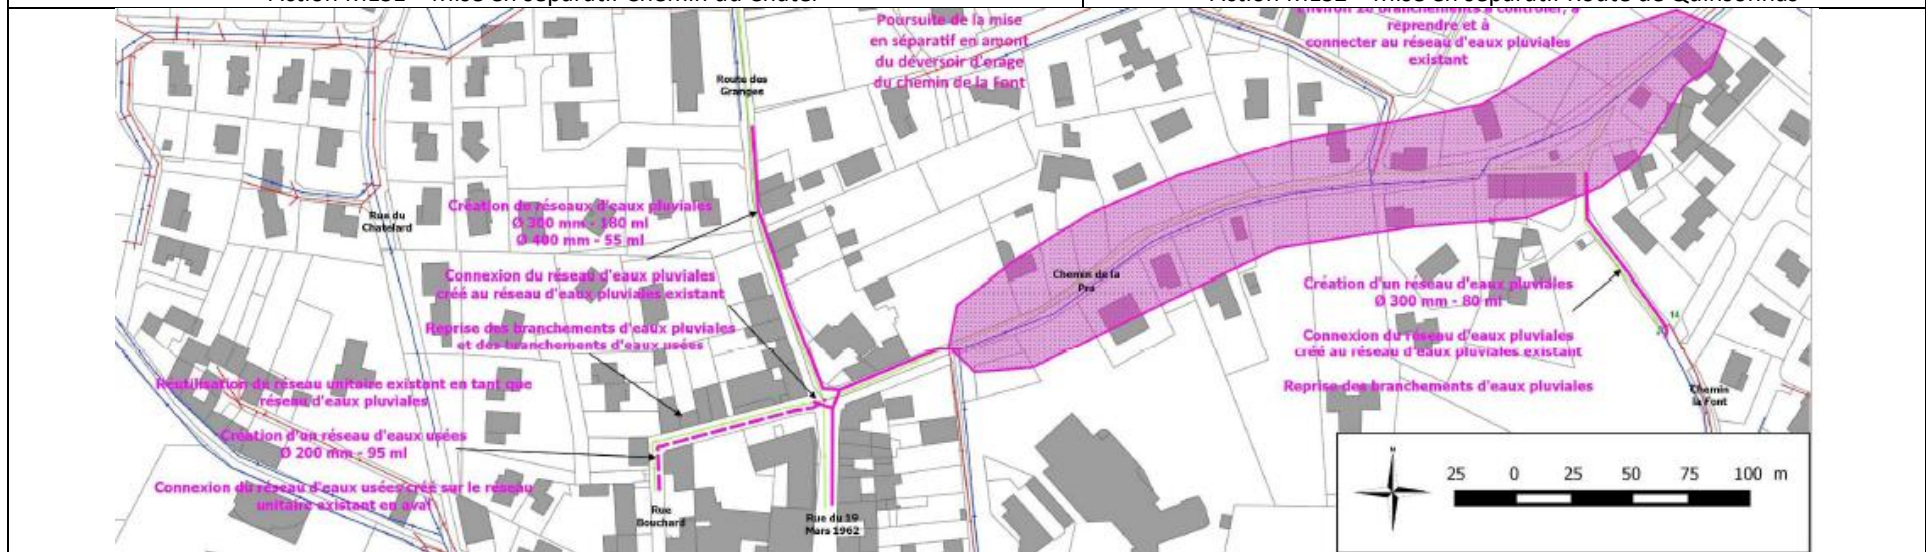 Poursuite de la mise
en séparatif en amont
du déversoir d'orage
du chemin de la Font
reprendre et à
connecter au réseau d'eaux pluviales
existant
Route des
Granges
Rue du
Chatelard
Création de réseaux d'eaux pluviales
Ø 300 mm - 180 ml
Ø 400 mm - 55 ml
Connexion du réseau d'eaux pluviales
créé au réseau d'eaux pluviales existant
Reprise des branchements d'eaux pluviales
et des branchements d'eaux usées
Réutilisation du réseau unitaire existant en tant que
réseau d'eaux pluviales
Création d'un réseau d'eaux usées
Ø 200 mm - 95 ml
Connexion du réseau d'eaux usées créé sur le réseau
unitaire existant en aval
Rue
Bouchard
Rue du 19
Mars 1962
Chemin de la
Pra
Création d'un réseau d'eaux pluviales
Ø 300 mm - 80 ml
Connexion du réseau d'eaux pluviales
créé au réseau d'eaux pluviales existant
Reprise des branchements d'eaux pluviales
14
Chemin
la Font
N
25 0 25 50 75 100 m